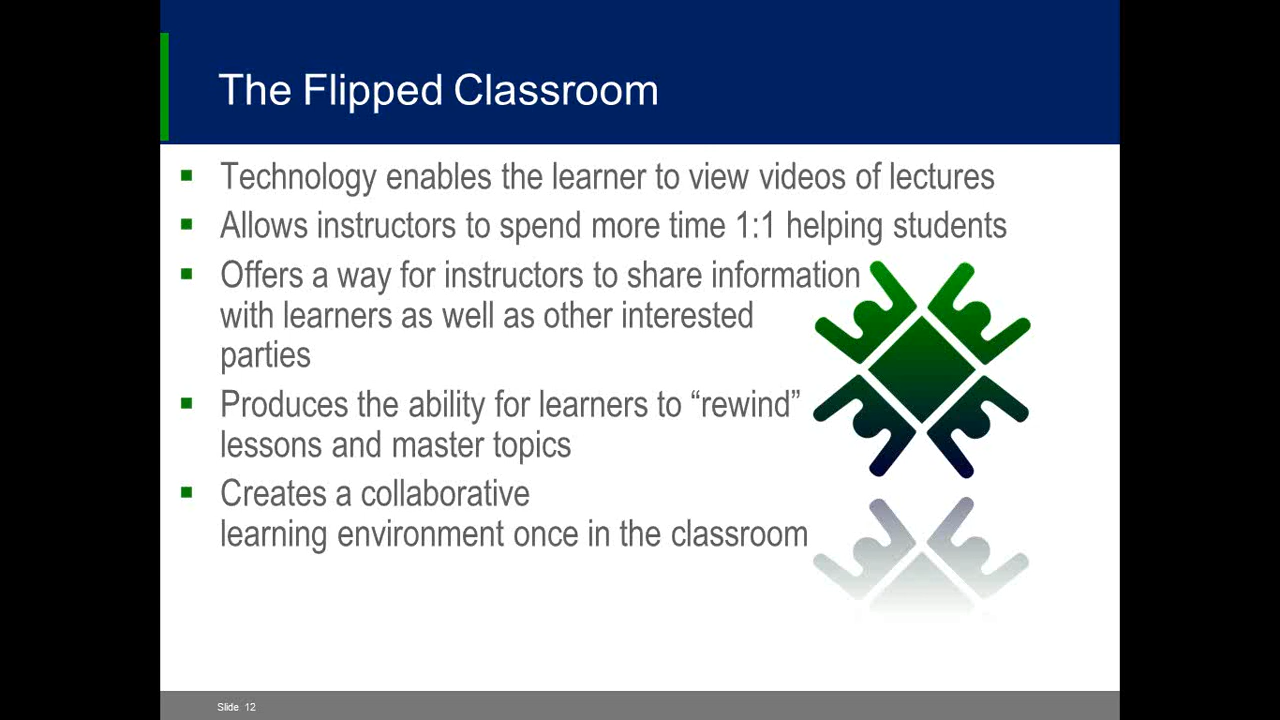 The Flipped Classroom
Technology enables the learner to view videos of lectures
Allows instructors to spend more time 1:1 helping students
Offers a way for instructors to share information
with learners as well as other interested
parties
Produces the ability for learners to “rewind”
lessons and master topics
Creates a collaborative
learning environment once in the classroom
Slide 12